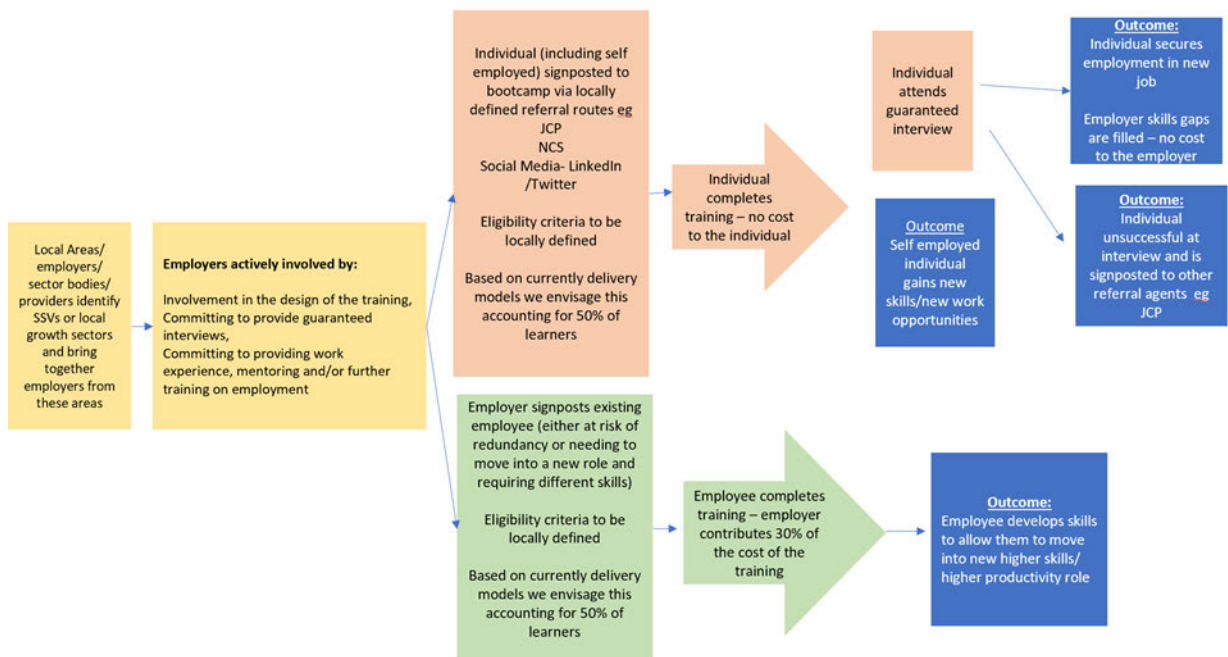 Local Areas/
employers/
sector bodies/
providers identify
SSVs or local
growth sectors
and bring
together
employers from
these areas
Employers actively involved by:
Involvement in the design of the training,
Committing to provide guaranteed
interviews,
Committing to providing work
experience, mentoring and/or further
training on employment
Individual (including self
employed) signposted to
bootcamp via locally
defined referral routes eg
JCP
NCS
Social Media- LinkedIn
/Twitter
Eligibility criteria to be
locally defined
Based on currently delivery
models we envisage this
accounting for 50% of
learners
Individual
completes
training – no cost
to the individual
Individual
attends
guaranteed
interview
Outcome
Self employed
individual
gains new
skills/new work
opportunities
Outcome:
Individual secures
employment in new
job
Employer skills gaps
are filled – no cost
to the employer
Outcome:
Individual
unsuccessful at
interview and is
signposted to other
referral agents eg
JCP
Employer signposts existing
employee (either at risk of
redundancy or needing to
move into a new role and
requiring different skills)
Eligibility criteria to be
locally defined
Based on currently delivery
models we envisage this
accounting for 50% of
learners
Employee completes
training – employer
contributes 30% of
the cost of the
training
Outcome:
Employee develops skills
to allow them to move
into new higher skills/
higher productivity role